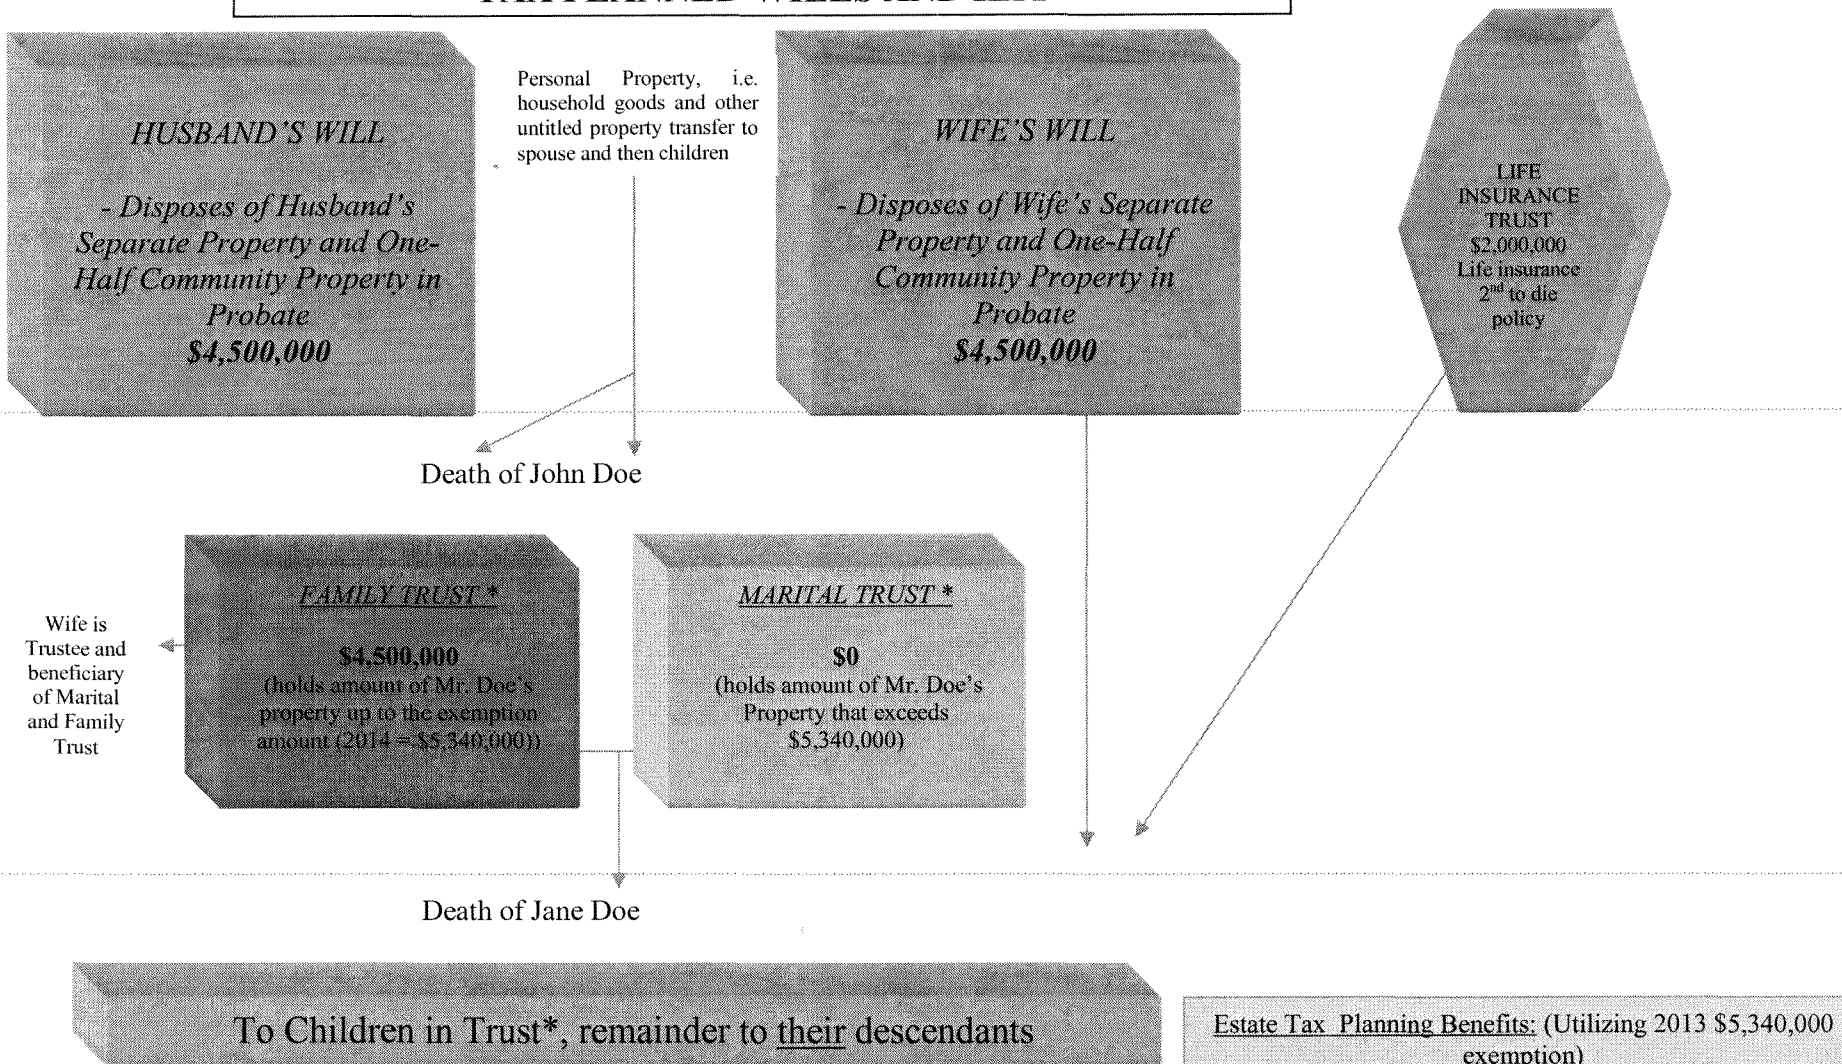 HUSBAND'S WILL
- Disposes of Husband's
Separate Property and One-
Half Community Property in
Probate
$4,500,000
Personal Property, i.e.
household goods and other
untitled property transfer to
spouse and then children
WIFE'S WILL
- Disposes of Wife's Separate
Property and One-Half
Community Property in
Probate
$4,500,000
LIFE
INSURANCE
TRUST
$2,000,000
Life insurance
2nd to die
policy
Death of John Doe
Wife is
Trustee and
beneficiary
of Marital
and Family
Trust
FAMILY TRUST *
$4,500,000
(holds amount of Mr. Doe's
property up to the exemption
amount (2014 = $5,340,000))
MARITAL TRUST *
$0
(holds amount of Mr. Doe's
Property that exceeds
$5,340,000)
Death of Jane Doe
To Children in Trust*, remainder to their descendants
Estate Tax Planning Benefits: (Utilizing 2013 $5,340,000
exemption)